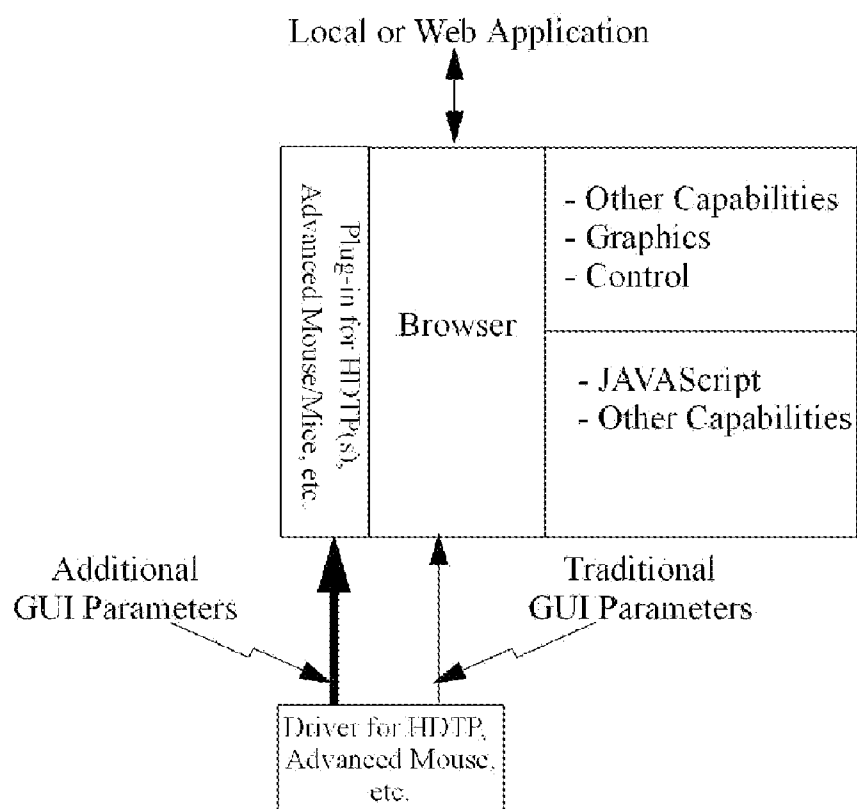 Local or Web Application
Plug-in for HDTP(s),
Advanced Mouse/Mice, etc.
Browser
- Other Capabilities
- Graphics
- Control
- JAVAScript
- Other Capabilities
Additional
GUI Parameters
Traditional
GUI Parameters
Driver for HDTP,
Advanced Mouse,
etc.